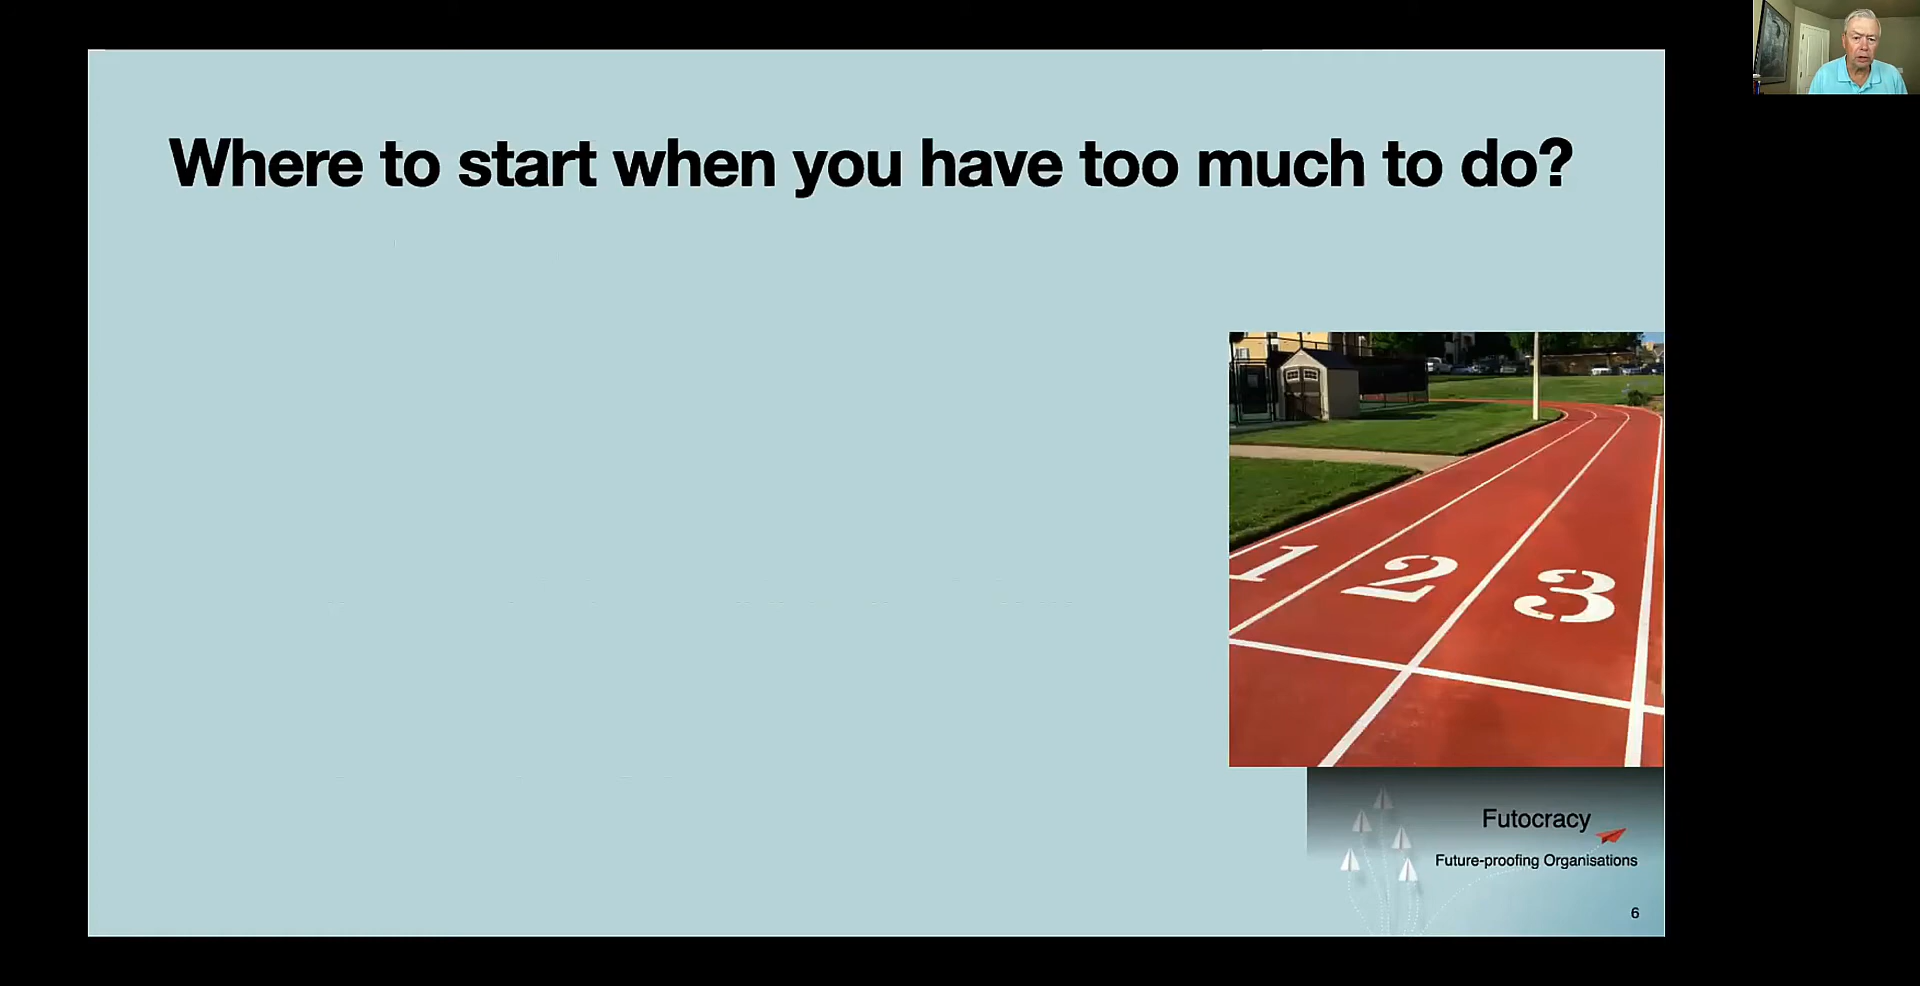 Where to start when you have too much to do?
1 2 3
Futocracy
Future-proofing Organisations
6